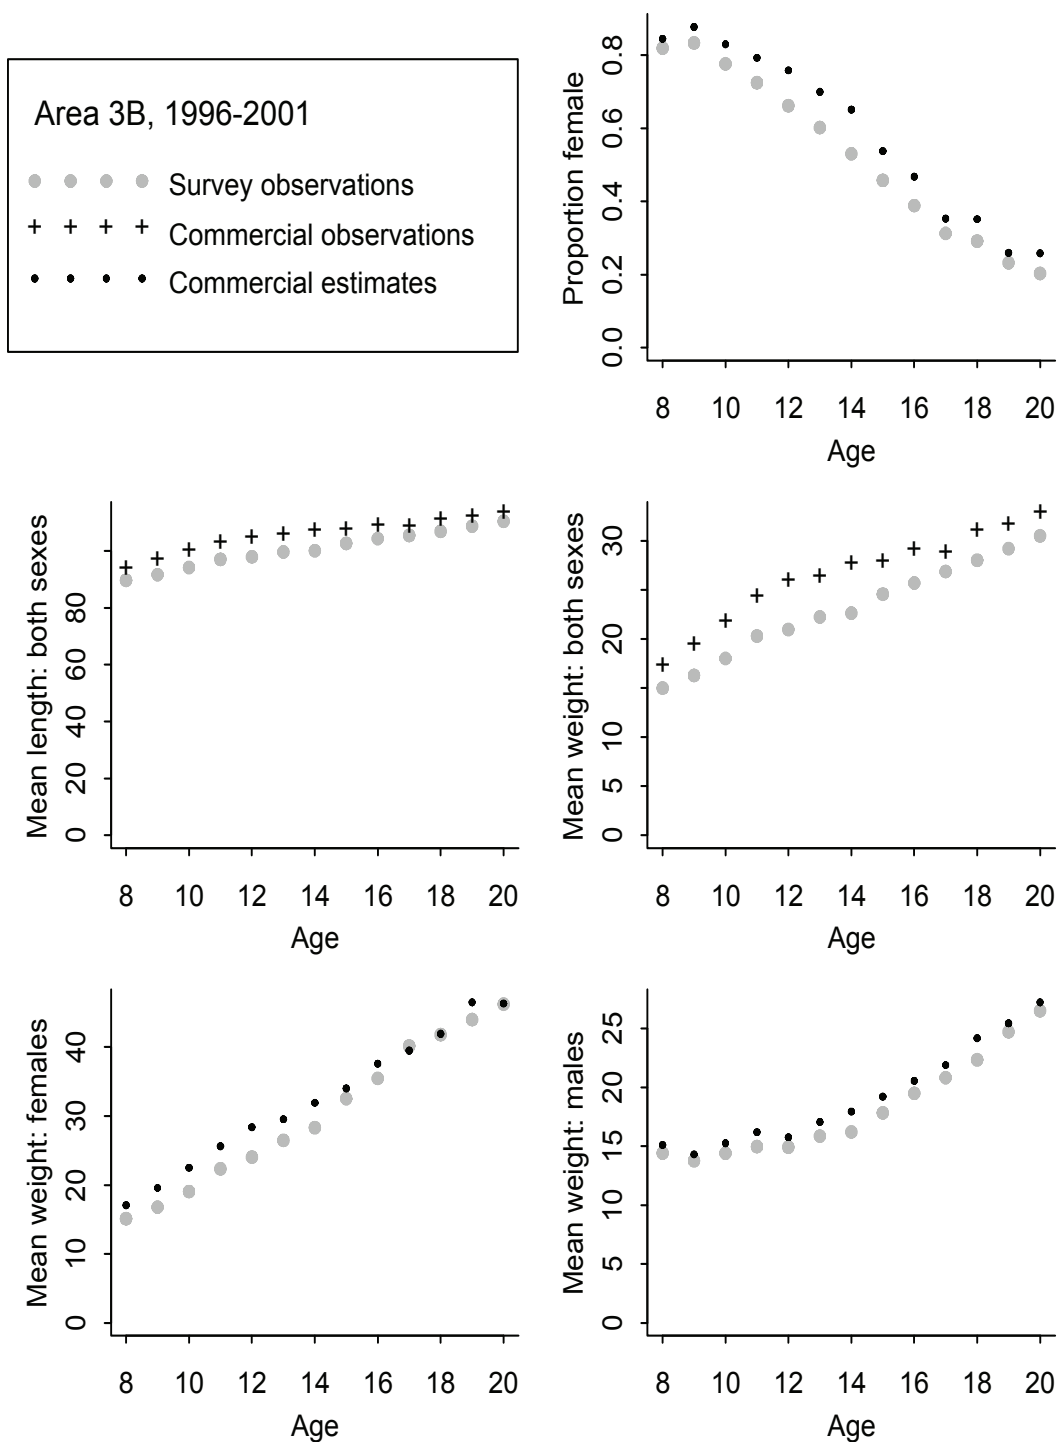 Area 3B, 1996-2001
Survey observations
Commercial observations
Commercial estimates
Proportion female
0.0 0.2 0.4 0.6 0.8
8 10 12 14 16 18 20
Age
Mean length: both sexes
0 20 40 60 80
8 10 12 14 16 18 20
Age
Mean weight: both sexes
0 5 10 20 30
8 10 12 14 16 18 20
Age
Mean weight: females
0 10 20 30 40
8 10 12 14 16 18 20
Age
Mean weight: males
0 5 10 15 20 25
8 10 12 14 16 18 20
Age